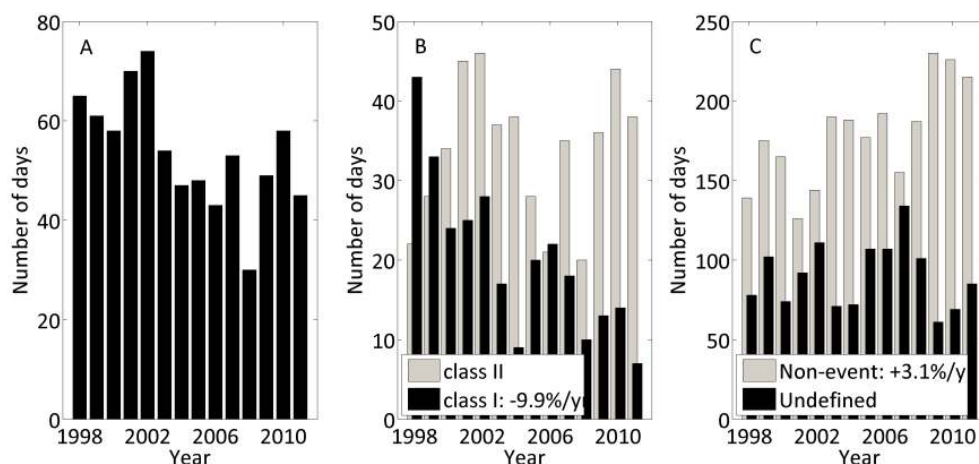 A
Number of days
80
60
40
20
0
1998 2002 2006 2010
Year
B
Number of days
50
40
30
20
10
0
class II
class I: -9.9%/yr
1998 2002 2006 2010
Year
C
Number of days
250
200
150
100
50
0
Non-event: +3.1%/y
Undefined
1998 2002 2006 2010
Year